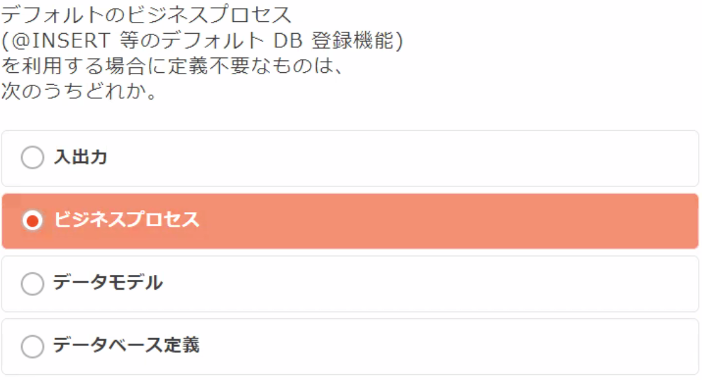 デフォルトのビジネスプロセス
(@INSERT 等のデフォルト DB 登録機能)
を利用する場合に定義不要なものは、
次のうちどれか。
入出力
ビジネスプロセス
データモデル
データベース定義